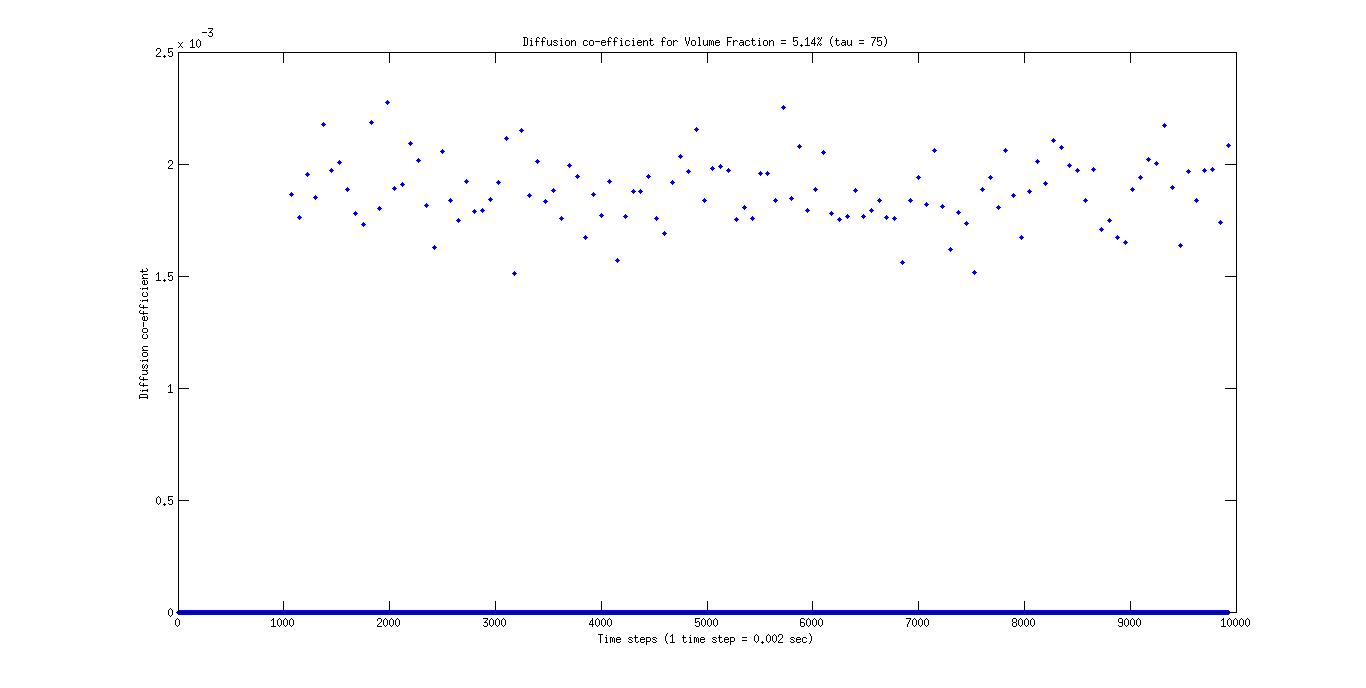 x 10^-3
Diffusion co-efficient for Volume Fraction = 5.14% (tau = 75)
2.5
2
1.5
1
0.5
0
Diffusion co-efficient
0 1000 2000 3000 4000 5000 6000 7000 8000 9000 10000
Time steps (1 time step = 0.002 sec)